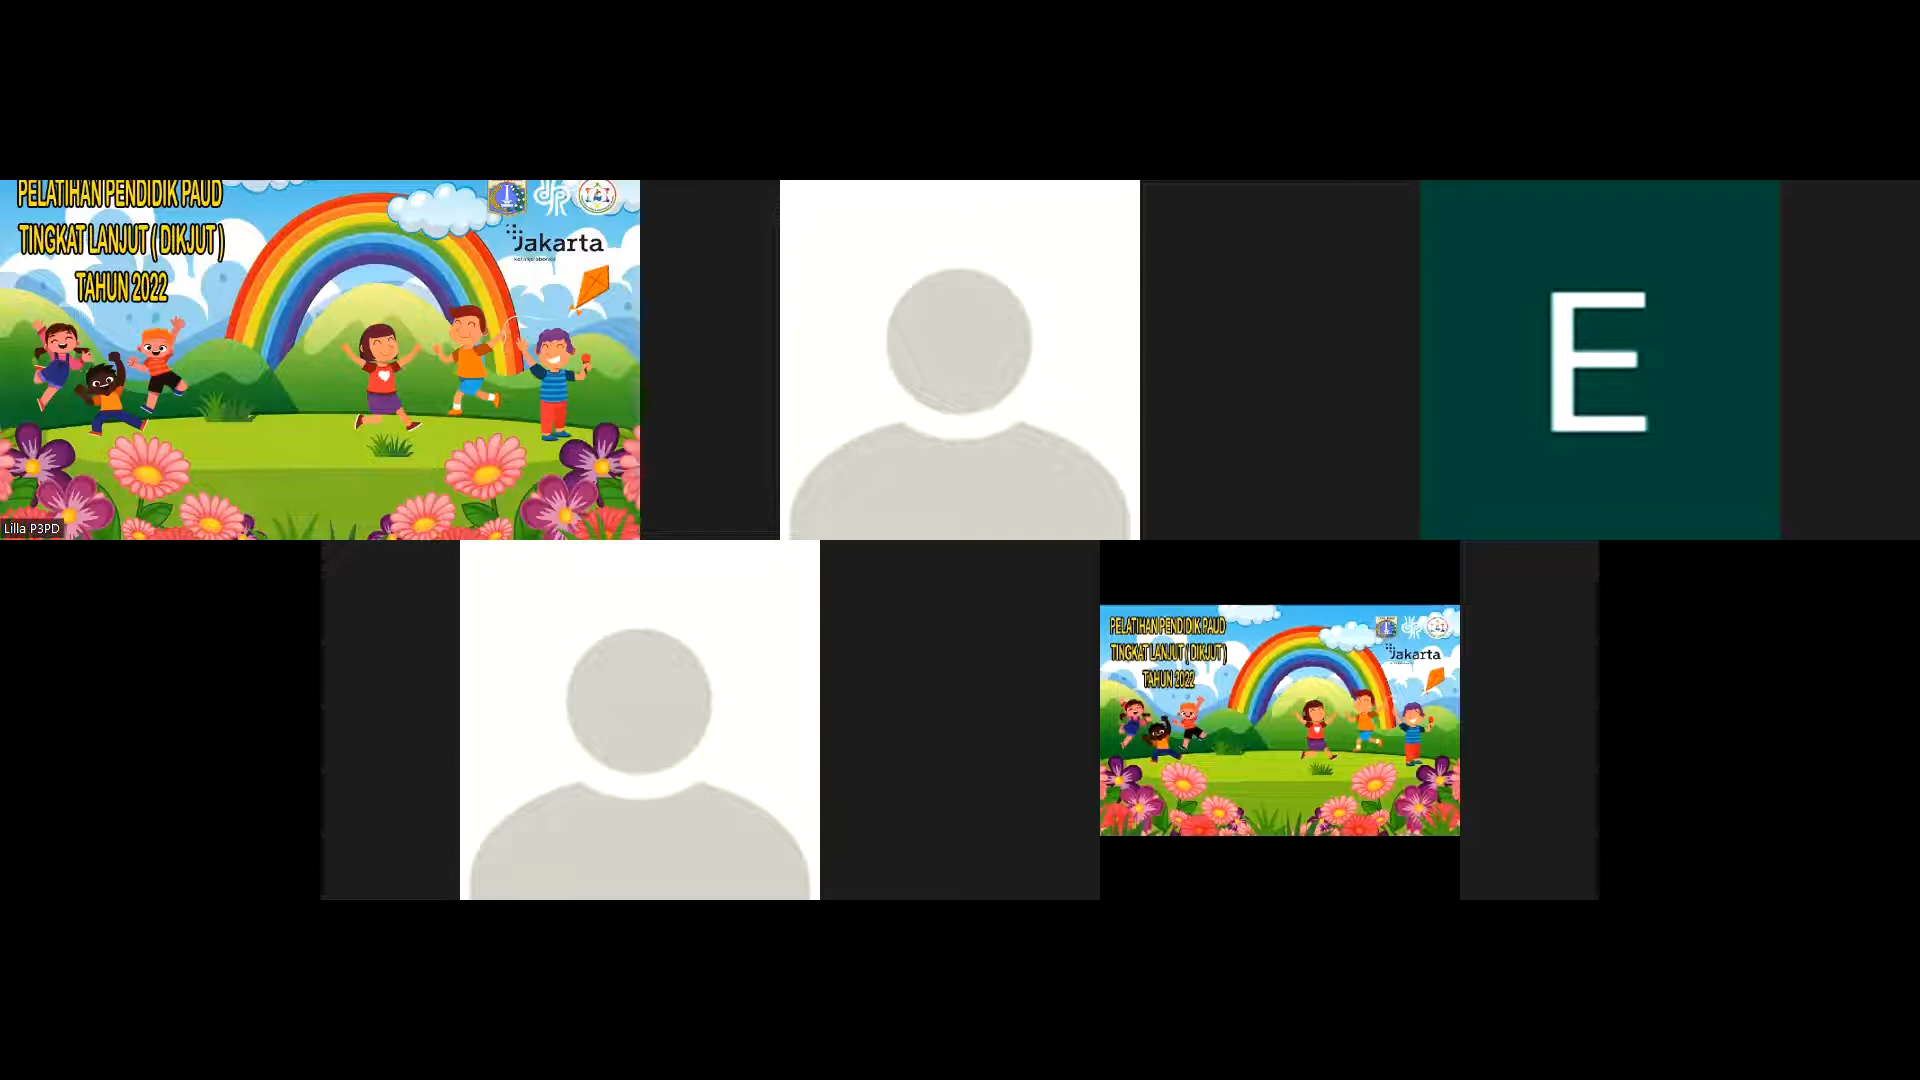 PELATIHAN PENDIDIK PAUD
TINGKAT LANJUT ( DIKJUT )
TAHUN 2022
Jakarta
Lilla P3PD
E
PELATIHAN PENDIDIK PAUD
TINGKAT LANJUT ( DIKJUT )
TAHUN 2022
Jakarta